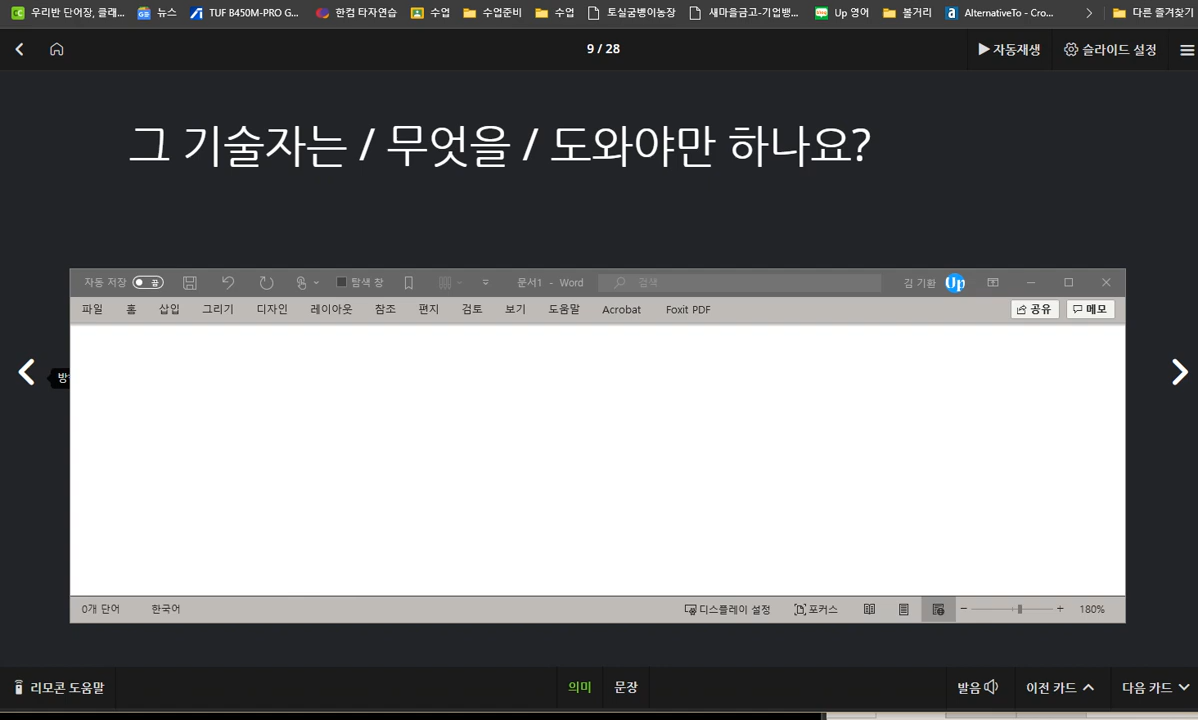 우리반 단어장, 클래... 뉴스 TUF B450M-PRO G... 한컴 타자연습 수업 수업준비 수업 토실굼벵이농장 새마을금고-기업뱅... Up 영어 볼거리 AlternativeTo - Cro... 다른 즐겨찾기
9 / 28 자동재생 슬라이드 설정
그 기술자는 / 무엇을 / 도와야만 하나요?
자동 저장 끔 탐색 창 문서1 - Word 검색 김 기환 Up
파일 홈 삽입 그리기 디자인 레이아웃 참조 편지 검토 보기 도움말 Acrobat Foxit PDF 공유 메모
0개 단어 한국어 디스플레이 설정 포커스 180%
리모콘 도움말 의미 문장 발음 이전 카드 다음 카드